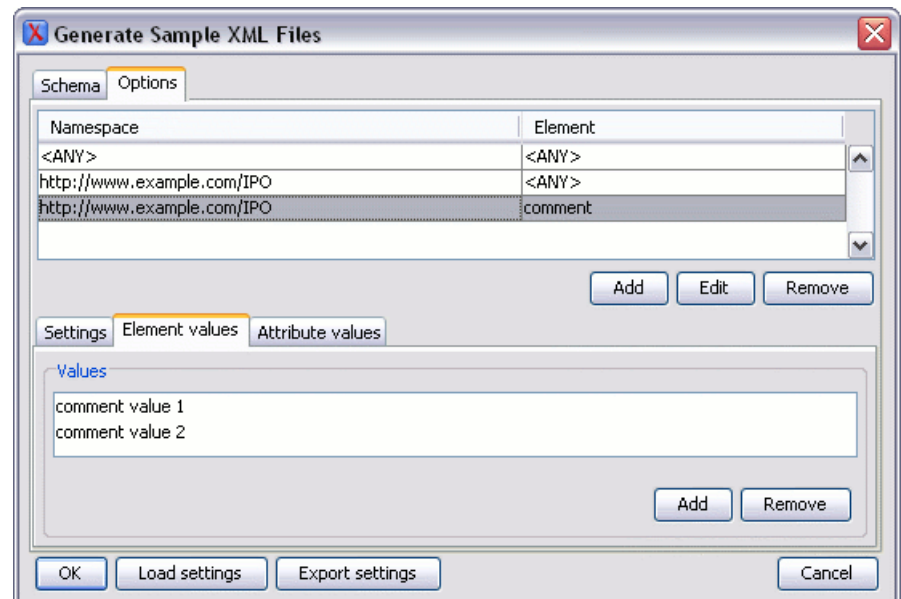 Generate Sample XML Files
Schema Options
Namespace Element
<ANY> <ANY>
http://www.example.com/IPO <ANY>
http://www.example.com/IPO comment
Add Edit Remove
Settings Element values Attribute values
Values
comment value 1
comment value 2
Add Remove
OK Load settings Export settings Cancel